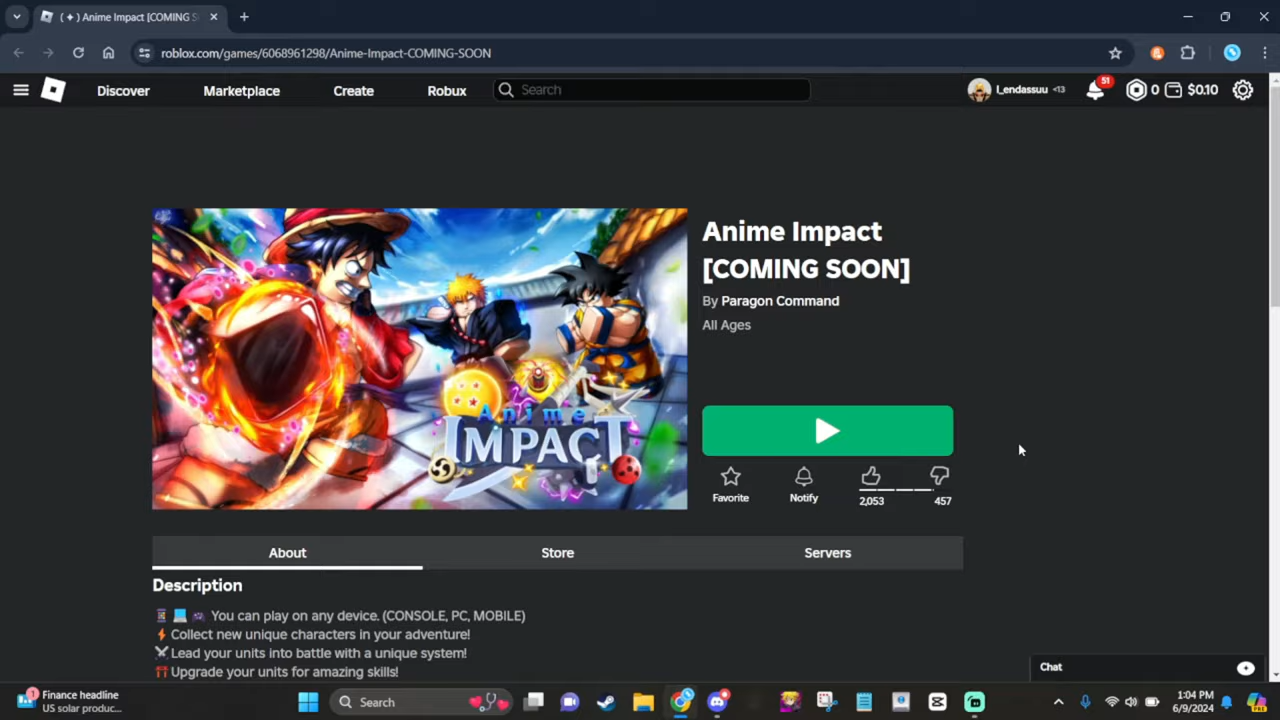 ( ✦ ) Anime Impact [COMING S
roblox.com/games/6068961298/Anime-Impact-COMING-SOON
Discover
Marketplace
Create
Robux
Search
l_endassuu <13
51
0
$0.10
Anime Impact
[COMING SOON]
By Paragon Command
All Ages
Anime
IMPACT
Favorite
Notify
2,053
457
About
Store
Servers
Description
You can play on any device. (CONSOLE, PC, MOBILE)
Collect new unique characters in your adventure!
Lead your units into battle with a unique system!
Upgrade your units for amazing skills!
Chat
1
Finance headline
US solar produc...
Search
1:04 PM
6/9/2024